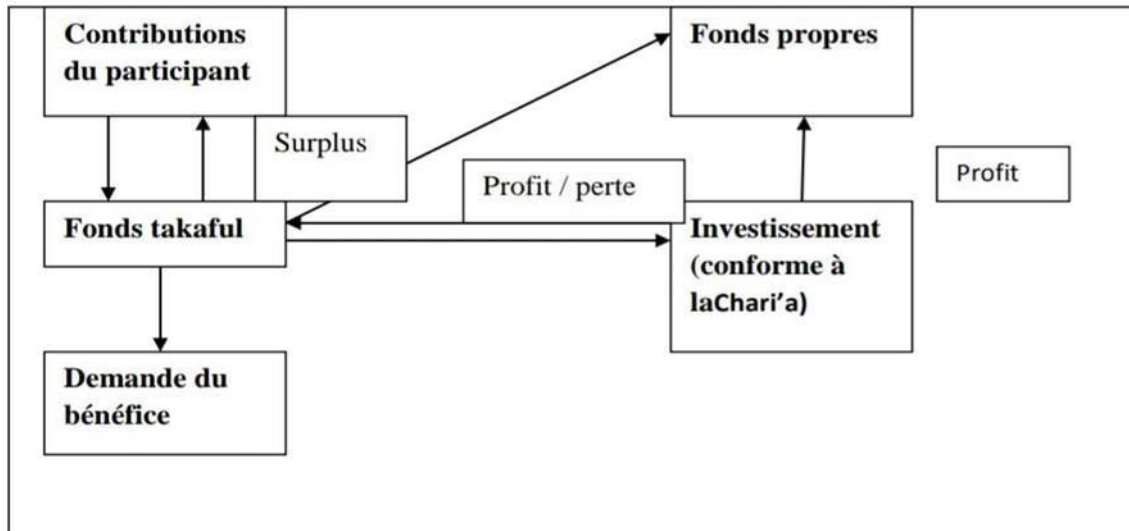 Contributions
du participant
Fonds propres
Surplus
Profit / perte
Profit
Fonds takaful
Investissement
(conforme à
laChari'a)
Demande du
bénéfice